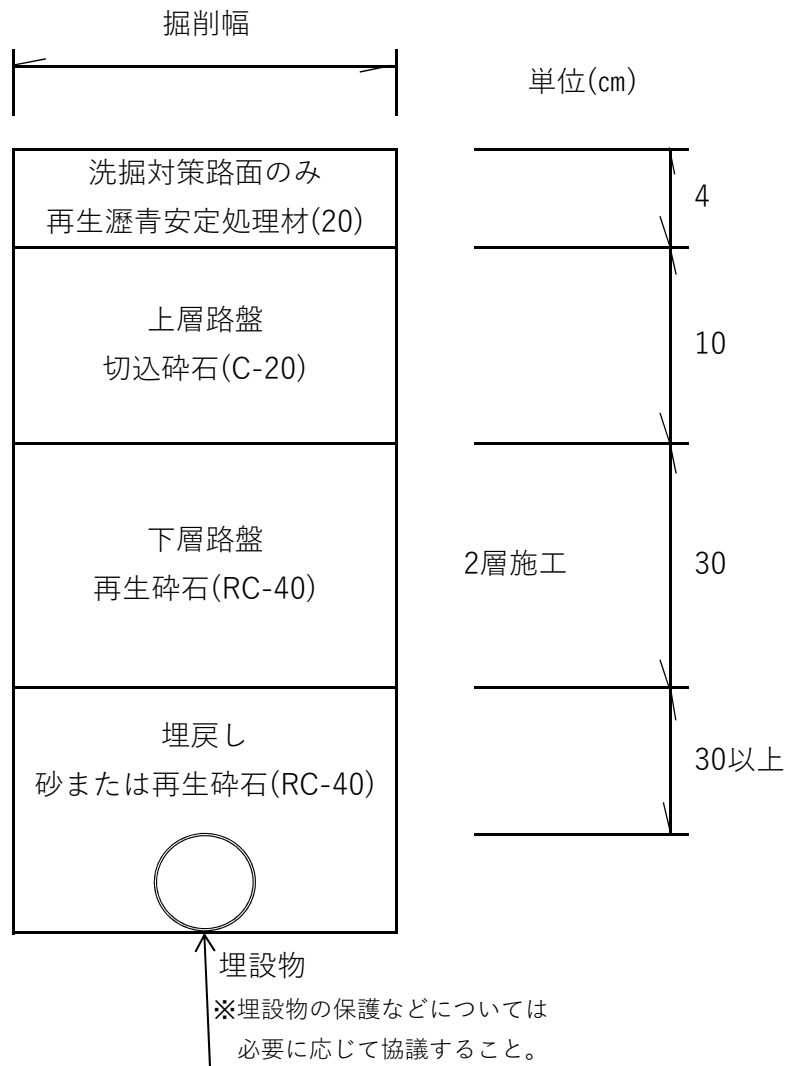 掘削幅
単位(㎝)
洗掘対策路面のみ
再生瀝青安定処理材(20)
4
上層路盤
切込砕石(C-20)
10
下層路盤
再生砕石(RC-40)
2層施工
30
埋戻し
砂または再生砕石(RC-40)
30以上
埋設物
※埋設物の保護などについては
必要に応じて協議すること。